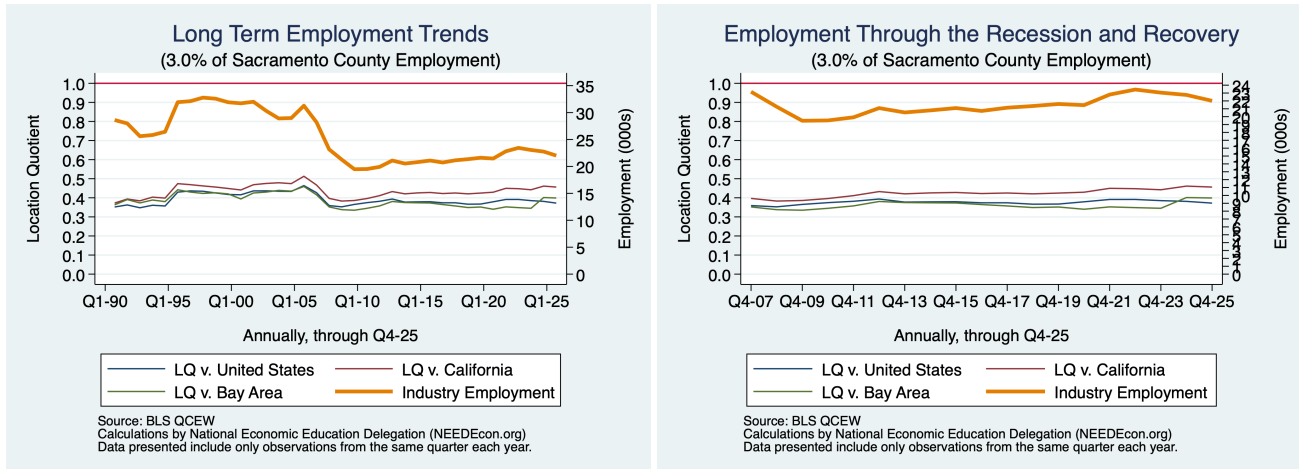 Long Term Employment Trends
(3.0% of Sacramento County Employment)
Location Quotient
1.0
0.9
0.8
0.7
0.6
0.5
0.4
0.3
0.2
0.1
0.0
35
30
25
20
15
10
5
0
Employment (000s)
Q1-90 Q1-95 Q1-00 Q1-05 Q1-10 Q1-15 Q1-20 Q1-25
Annually, through Q4-25
LQ v. United States LQ v. California
LQ v. Bay Area Industry Employment
Source: BLS QCEW
Calculations by National Economic Education Delegation (NEEDEcon.org)
Data presented include only observations from the same quarter each year.
Employment Through the Recession and Recovery
(3.0% of Sacramento County Employment)
Location Quotient
1.0
0.9
0.8
0.7
0.6
0.5
0.4
0.3
0.2
0.1
0.0
24
0
Employment (000s)
Q4-07 Q4-09 Q4-11 Q4-13 Q4-15 Q4-17 Q4-19 Q4-21 Q4-23 Q4-25
Annually, through Q4-25
LQ v. United States LQ v. California
LQ v. Bay Area Industry Employment
Source: BLS QCEW
Calculations by National Economic Education Delegation (NEEDEcon.org)
Data presented include only observations from the same quarter each year.